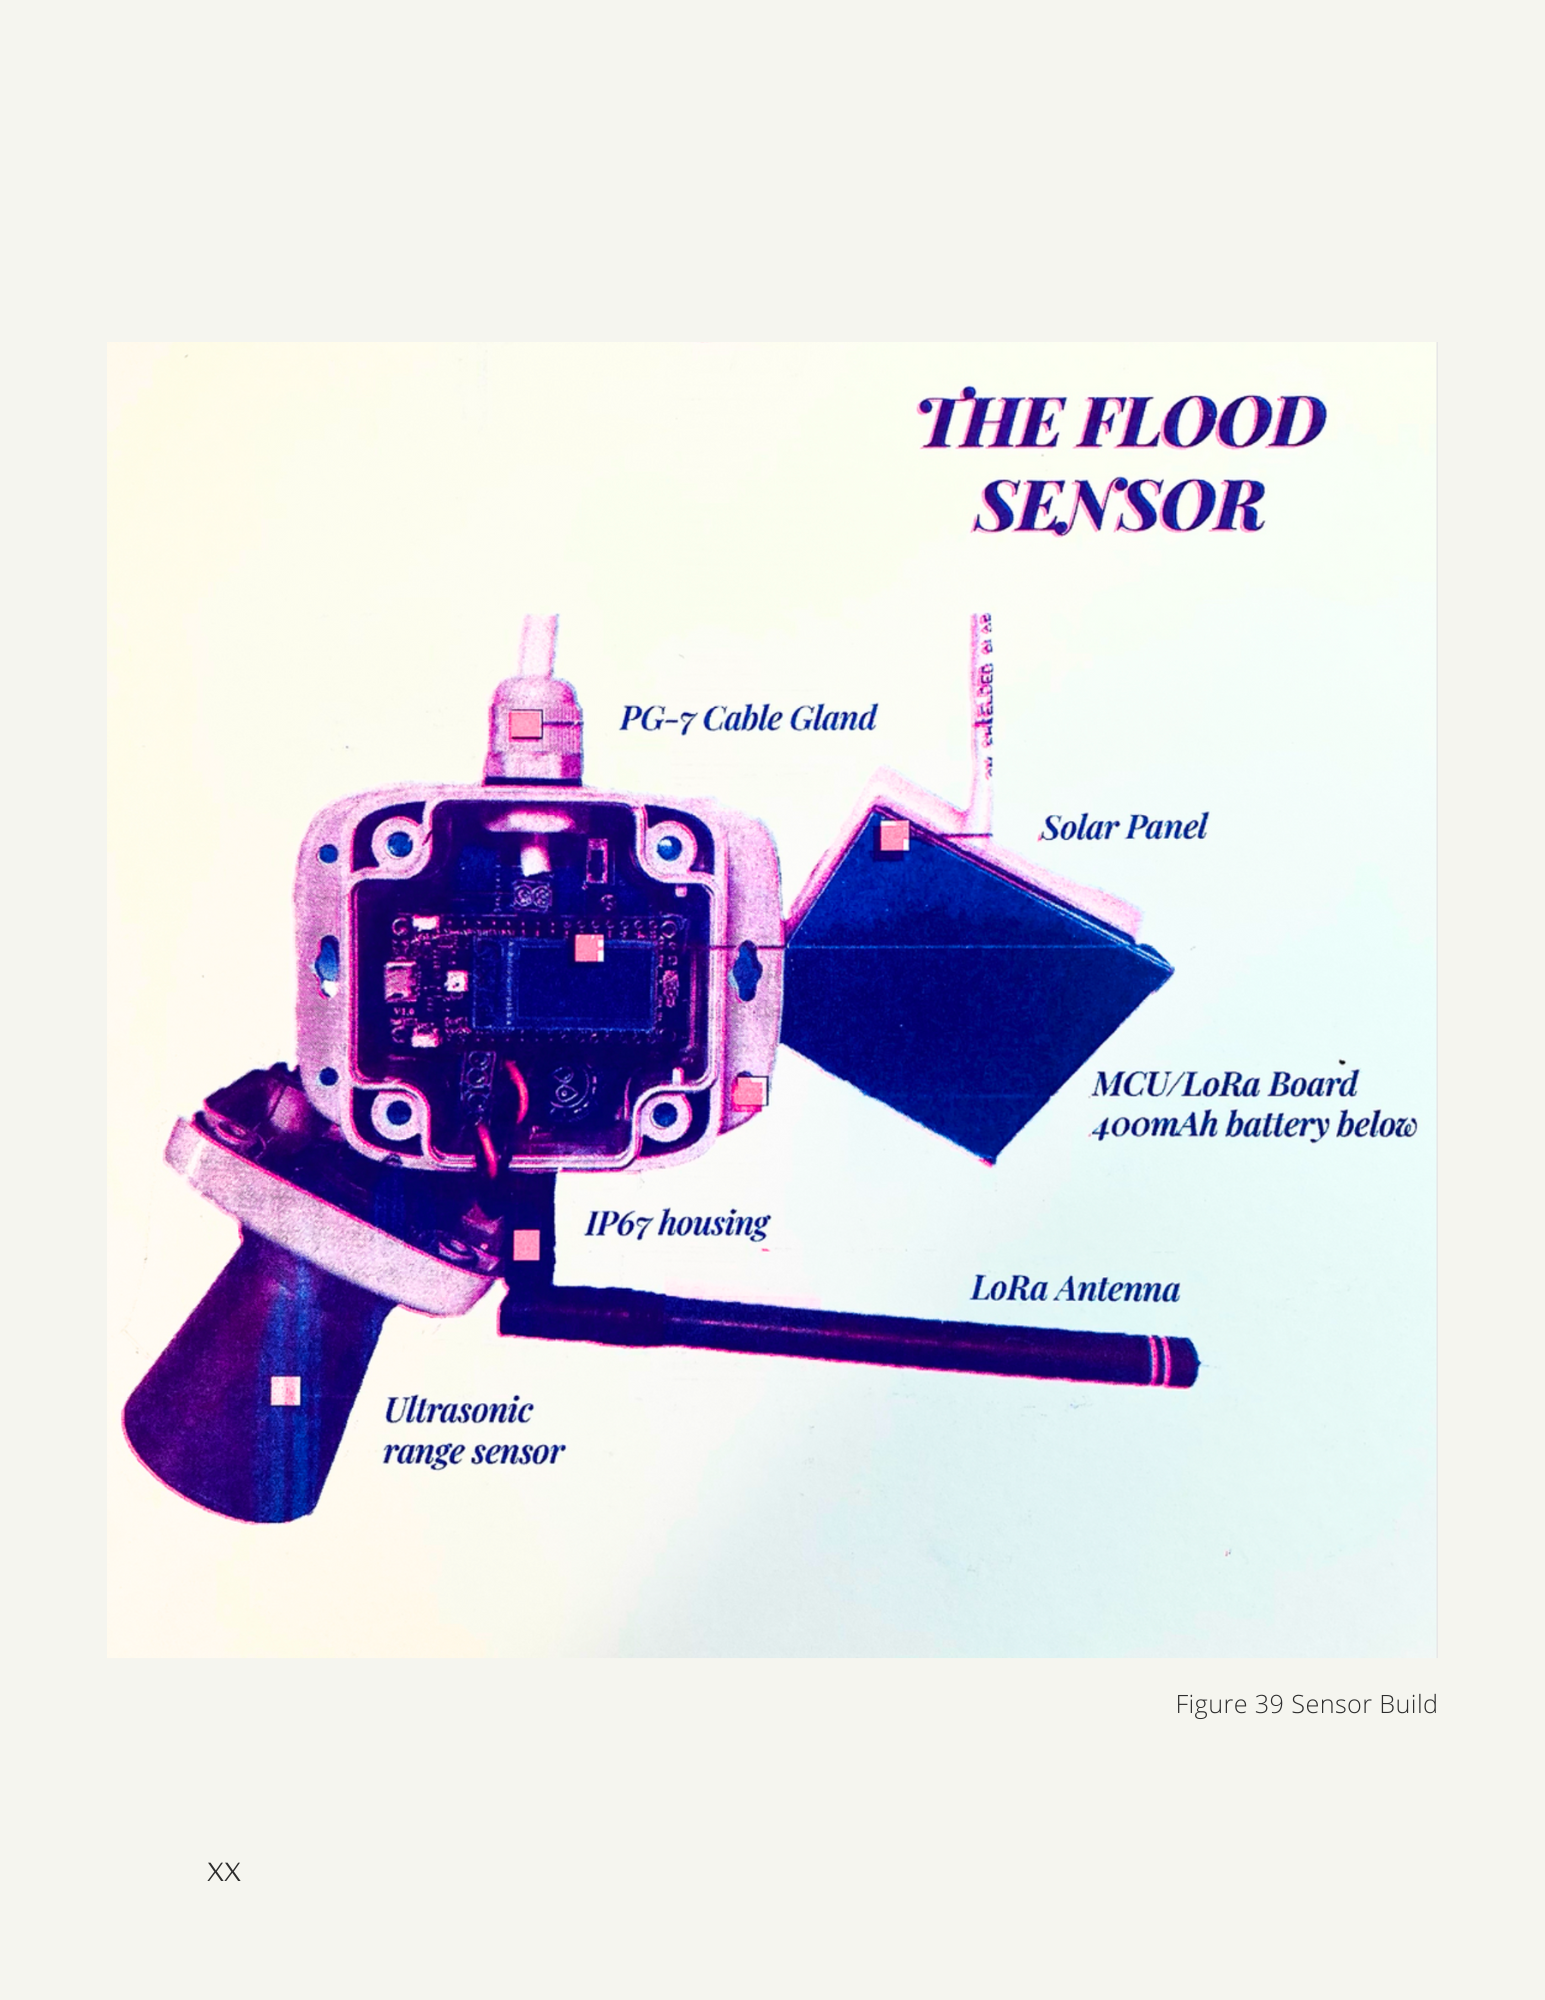 THE FLOOD
SENSOR
SHIELDED
PG-7 Cable Gland
Solar Panel
MCU/LoRa Board
400mAh battery below
IP67 housing
LoRa Antenna
Ultrasonic
range sensor
Figure 39 Sensor Build
XX